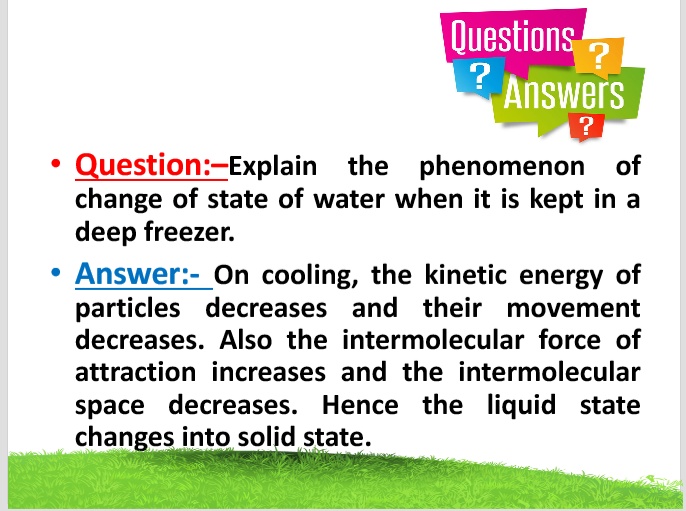 Questions
?
?
Answers
?
• Question:–Explain the phenomenon of
change of state of water when it is kept in a
deep freezer.
• Answer:- On cooling, the kinetic energy of
particles decreases and their movement
decreases. Also the intermolecular force of
attraction increases and the intermolecular
space decreases. Hence the liquid state
changes into solid state.